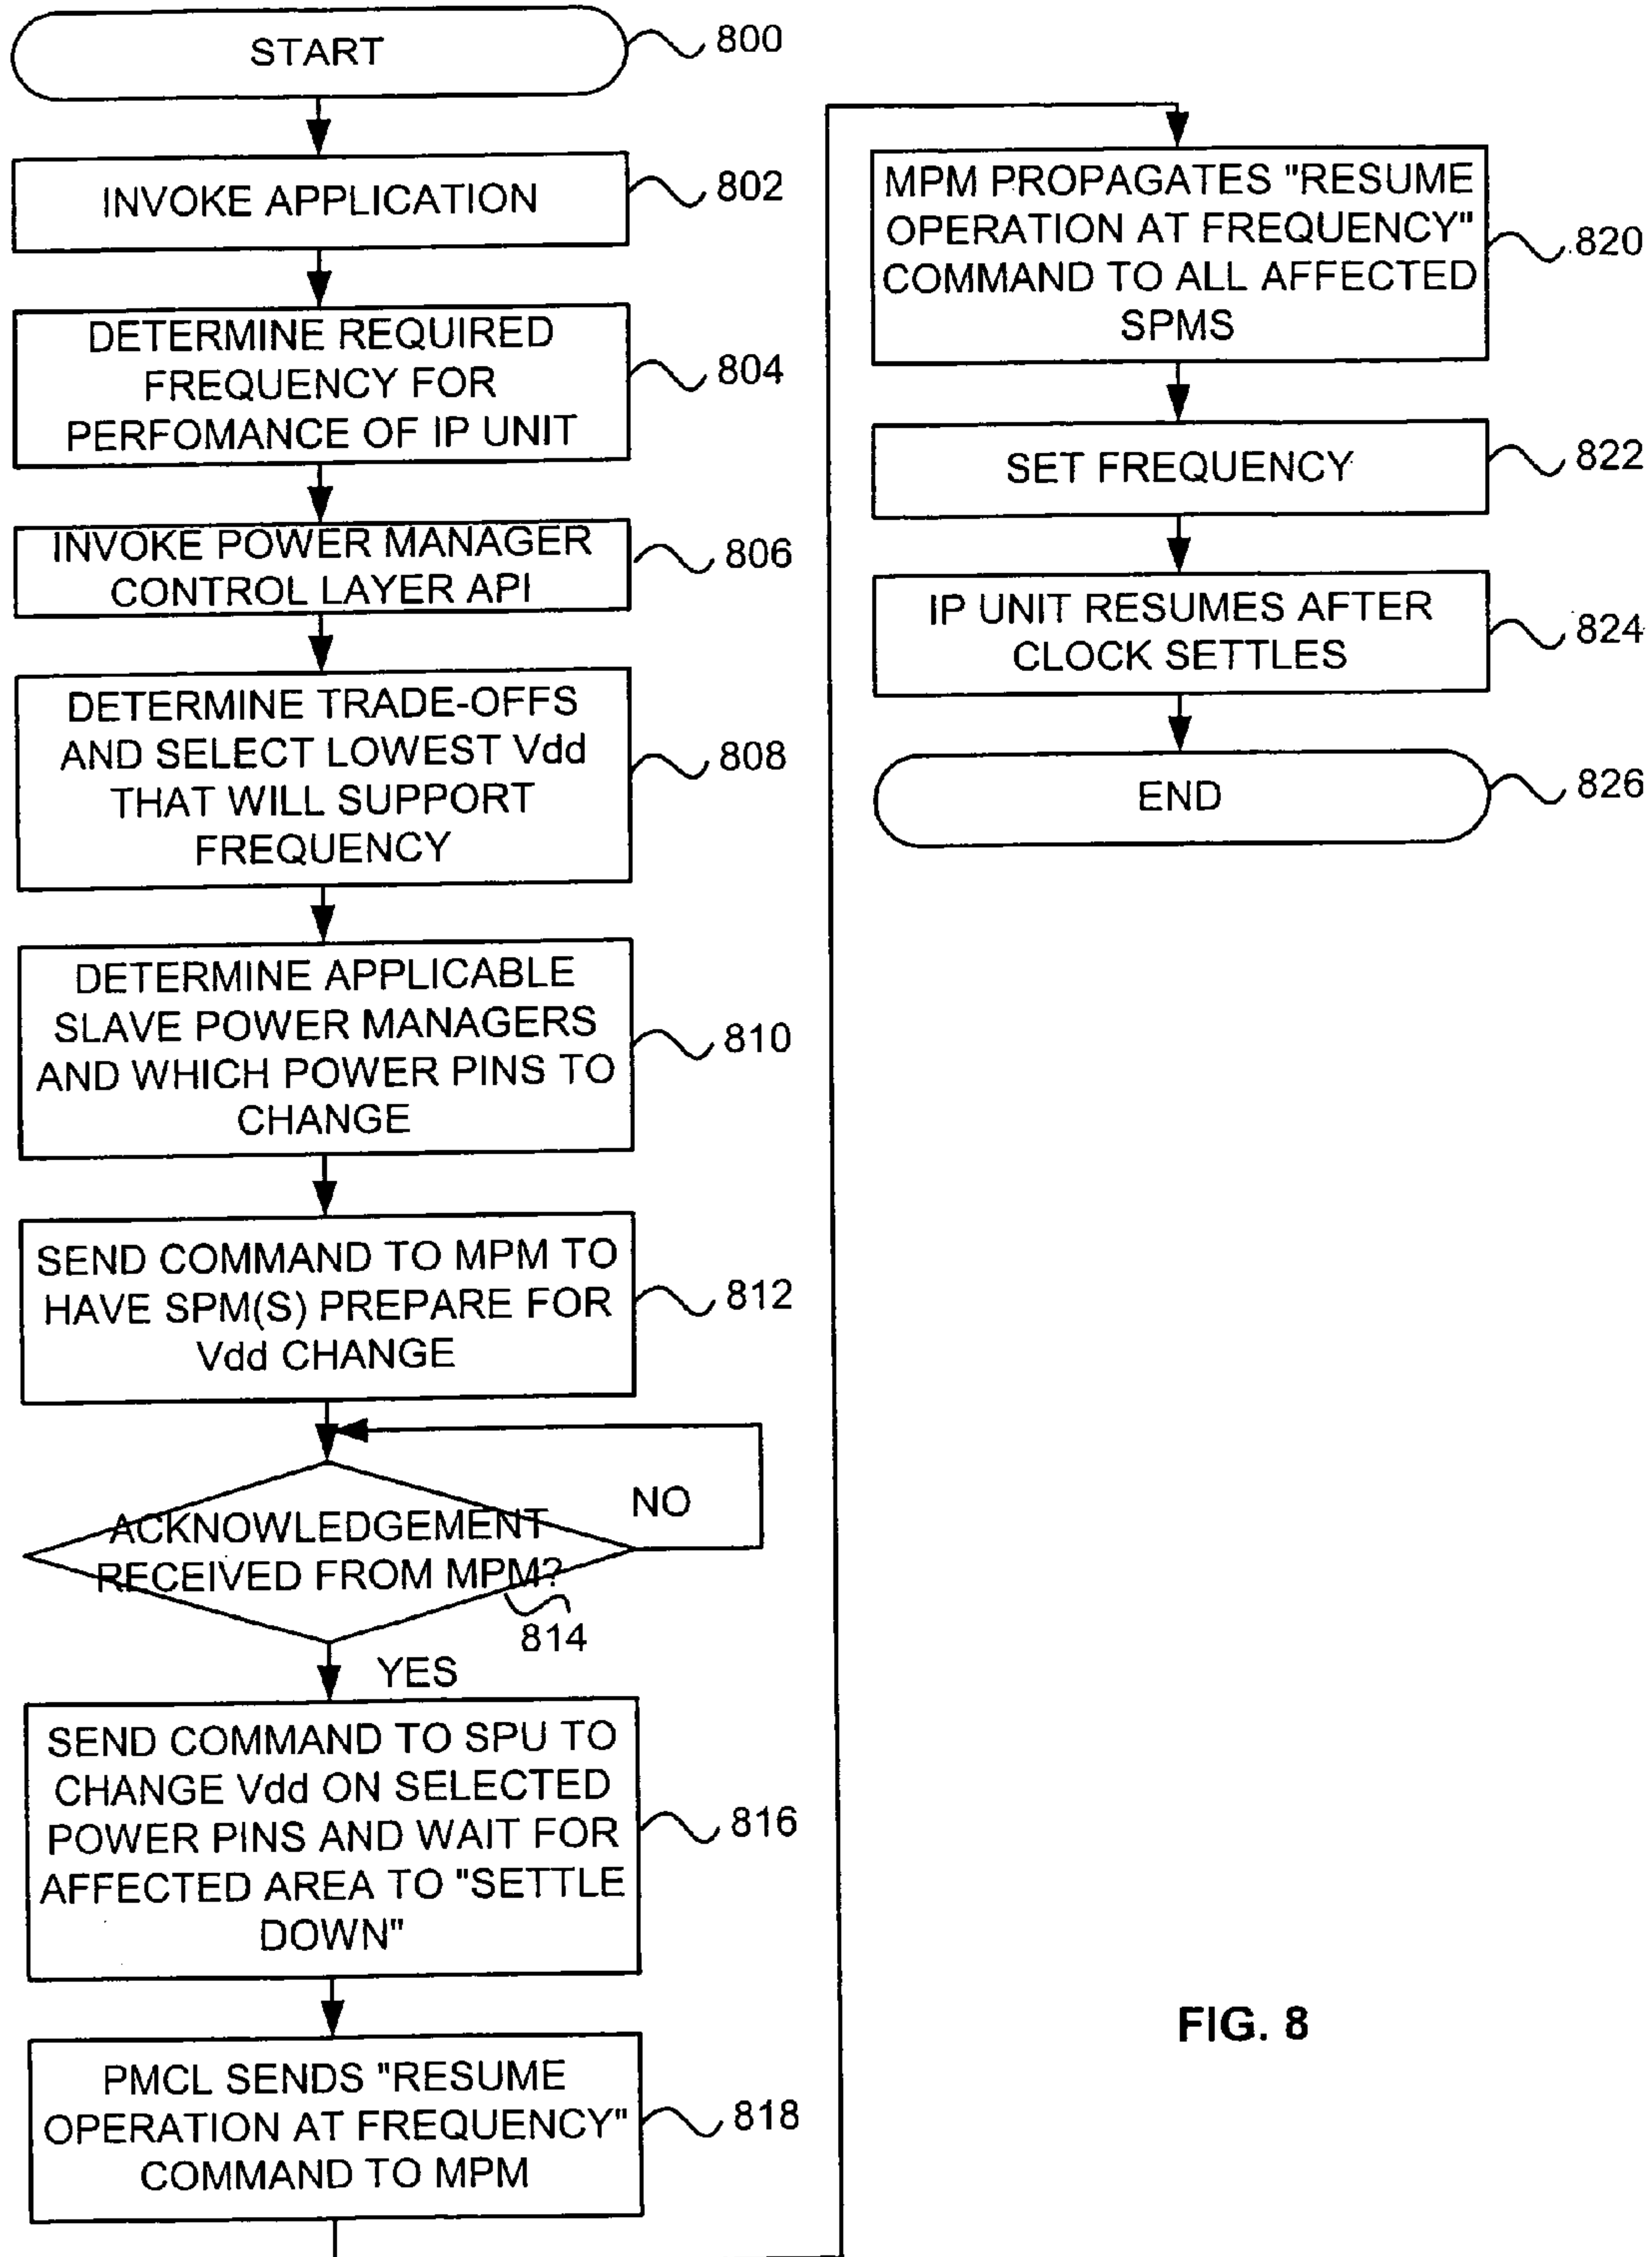 START
800
INVOKE APPLICATION
802
DETERMINE REQUIRED
FREQUENCY FOR
PERFOMANCE OF IP UNIT
804
INVOKE POWER MANAGER
CONTROL LAYER API
806
DETERMINE TRADE-OFFS
AND SELECT LOWEST Vdd
THAT WILL SUPPORT
FREQUENCY
808
DETERMINE APPLICABLE
SLAVE POWER MANAGERS
AND WHICH POWER PINS TO
CHANGE
810
SEND COMMAND TO MPM TO
HAVE SPM(S) PREPARE FOR
Vdd CHANGE
812
ACKNOWLEDGEMENT
RECEIVED FROM MPM?
814
NO
YES
SEND COMMAND TO SPU TO
CHANGE Vdd ON SELECTED
POWER PINS AND WAIT FOR
AFFECTED AREA TO "SETTLE
DOWN"
816
PMCL SENDS "RESUME
OPERATION AT FREQUENCY"
COMMAND TO MPM
818
MPM PROPAGATES "RESUME
OPERATION AT FREQUENCY"
COMMAND TO ALL AFFECTED
SPMS
820
SET FREQUENCY
822
IP UNIT RESUMES AFTER
CLOCK SETTLES
824
END
826
FIG. 8